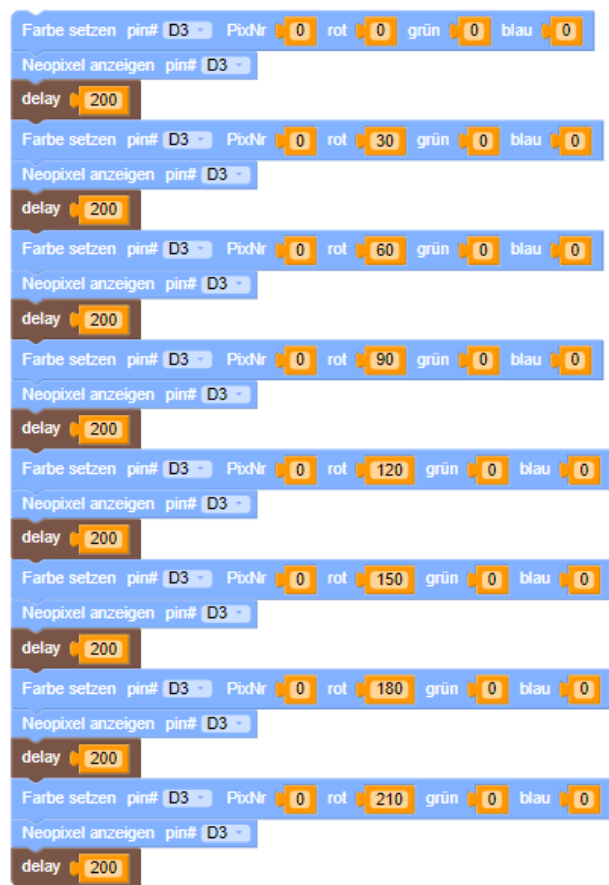 Farbe setzen pin# D3 PixNr 0 rot 0 grün 0 blau 0
Neopixel anzeigen pin# D3
delay 200
Farbe setzen pin# D3 PixNr 0 rot 30 grün 0 blau 0
Neopixel anzeigen pin# D3
delay 200
Farbe setzen pin# D3 PixNr 0 rot 60 grün 0 blau 0
Neopixel anzeigen pin# D3
delay 200
Farbe setzen pin# D3 PixNr 0 rot 90 grün 0 blau 0
Neopixel anzeigen pin# D3
delay 200
Farbe setzen pin# D3 PixNr 0 rot 120 grün 0 blau 0
Neopixel anzeigen pin# D3
delay 200
Farbe setzen pin# D3 PixNr 0 rot 150 grün 0 blau 0
Neopixel anzeigen pin# D3
delay 200
Farbe setzen pin# D3 PixNr 0 rot 180 grün 0 blau 0
Neopixel anzeigen pin# D3
delay 200
Farbe setzen pin# D3 PixNr 0 rot 210 grün 0 blau 0
Neopixel anzeigen pin# D3
delay 200